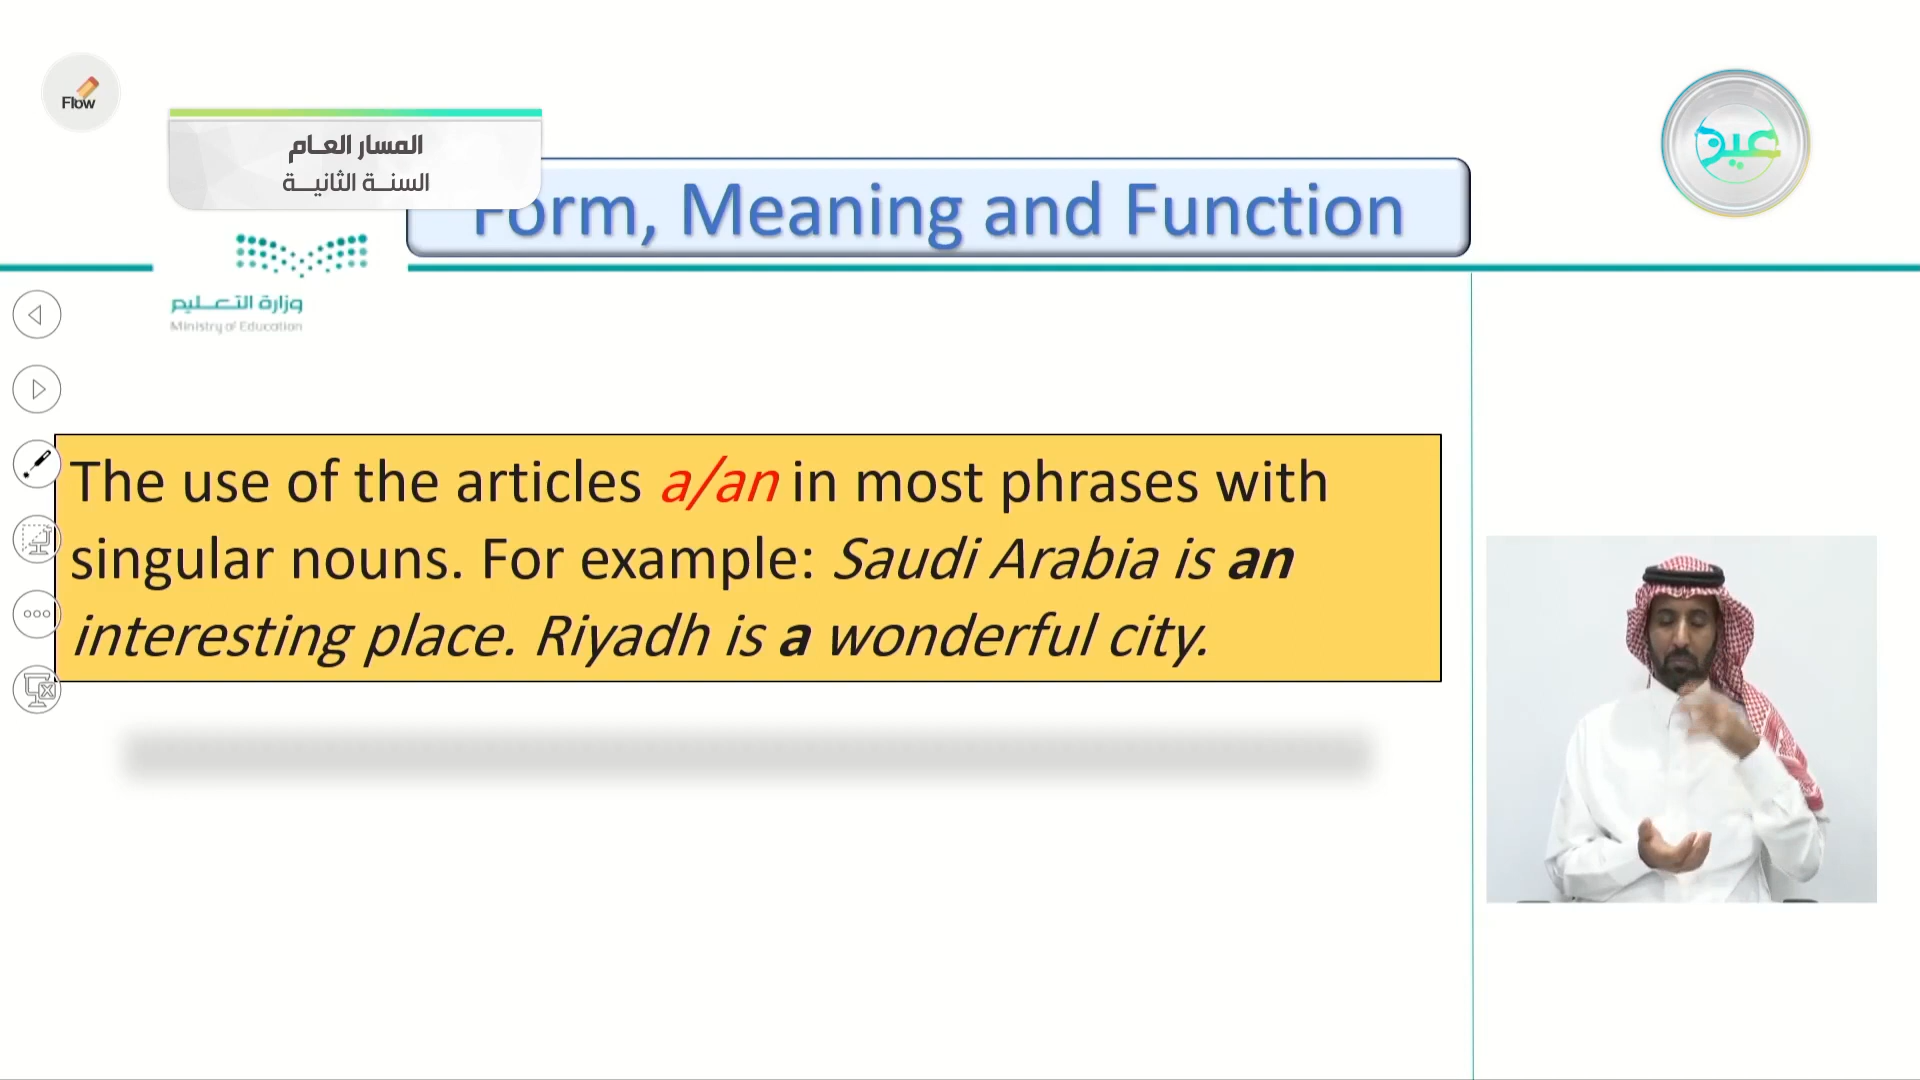 Flow
المسار العام
السنة الثانية
عين
Form, Meaning and Function
وزارة التعليم
Ministry of Education
The use of the articles a/an in most phrases with
singular nouns. For example: Saudi Arabia is an
interesting place. Riyadh is a wonderful city.